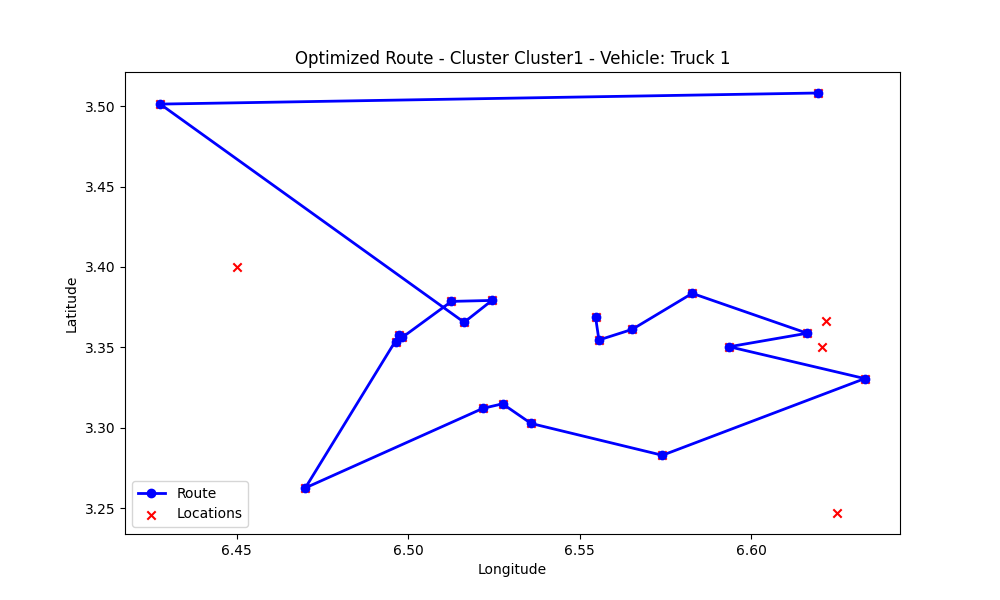 Optimized Route - Cluster Cluster1 - Vehicle: Truck 1
Latitude
3.50
3.45
3.40
3.35
3.30
3.25
Route
Locations
6.45 6.50 6.55 6.60
Longitude